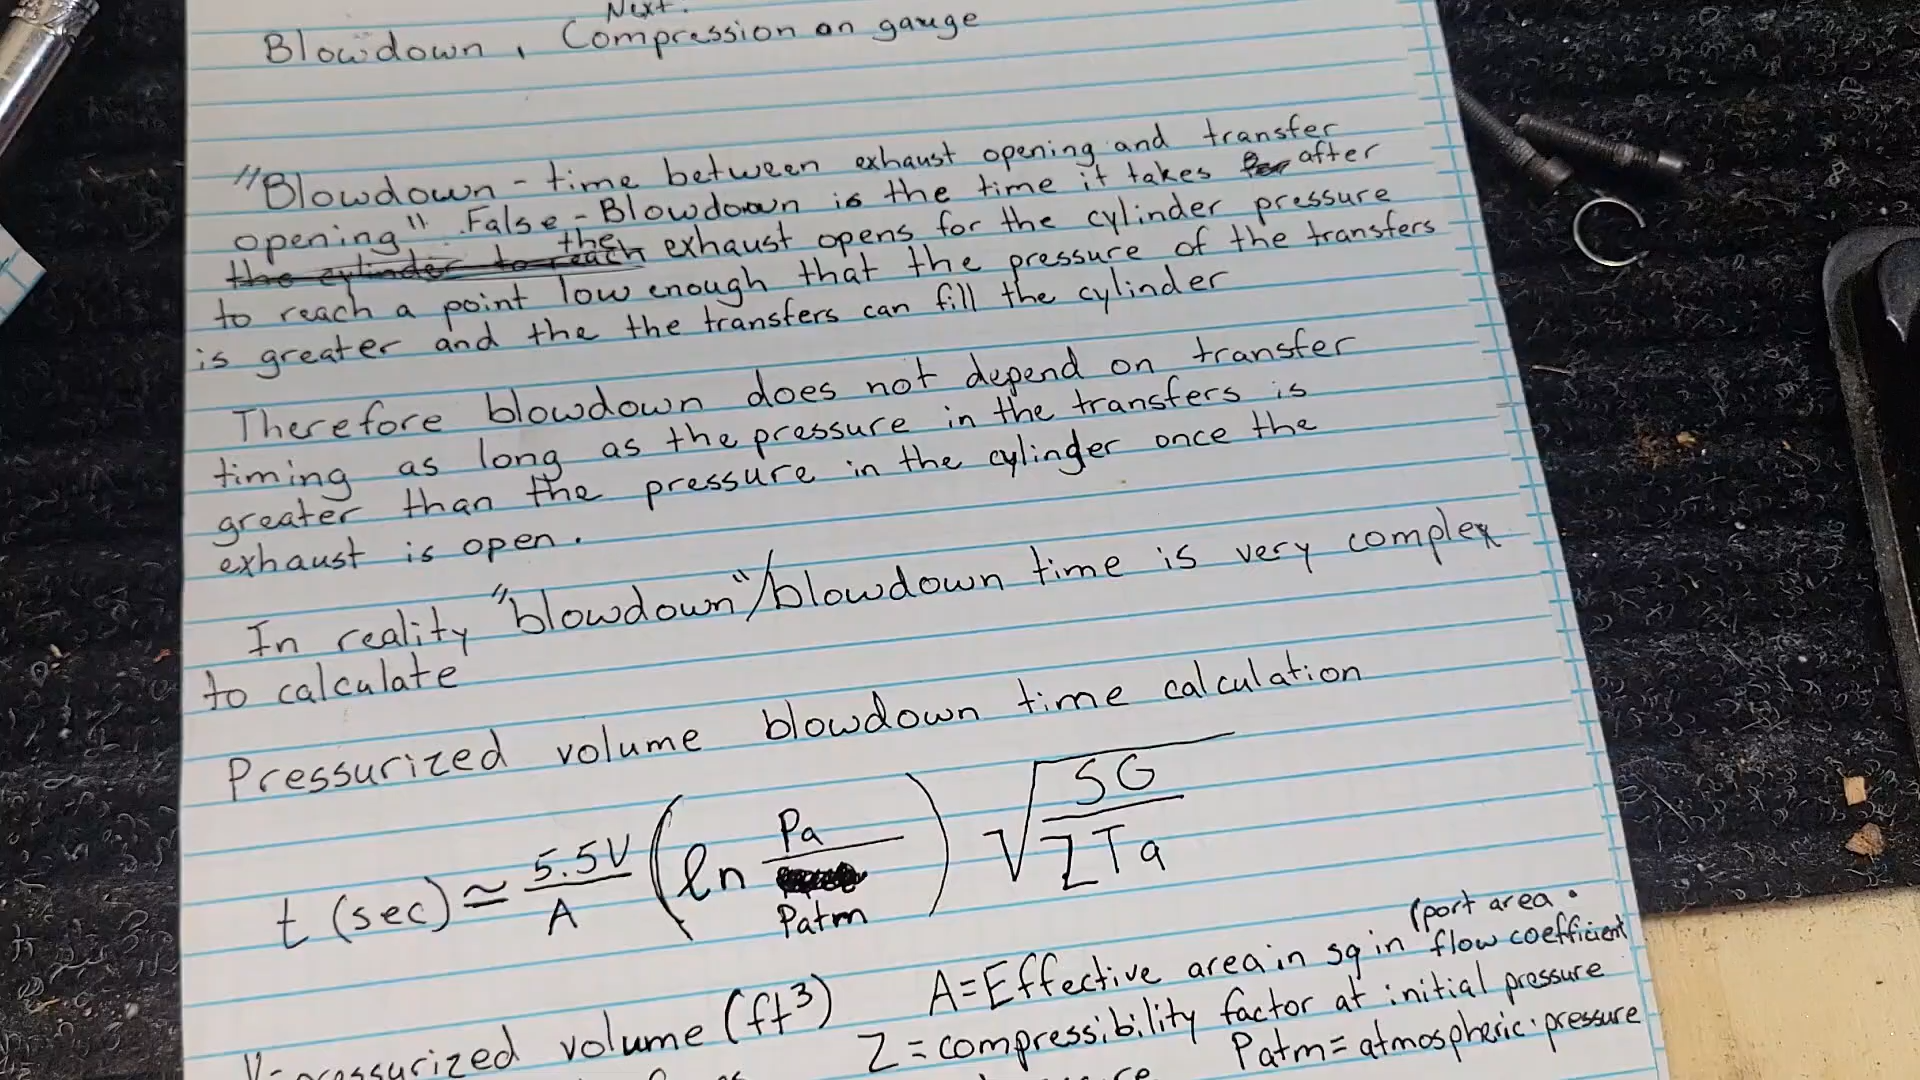 Next.
Blowdown, Compression on gauge
"Blowdown - time between exhaust opening and transfer
opening" . False - Blowdown is the time it takes after
the exhaust opens for the cylinder pressure
to reach a point low enough that the pressure of the transfers
is greater and the the transfers can fill the cylinder
Therefore blowdown does not depend on transfer
timing as long as the pressure in the transfers is
greater than the pressure in the cylinder once the
exhaust is open.
In reality "blowdown"/blowdown time is very complex
to calculate
Pressurized volume blowdown time calculation
t (sec) ≃ 5.5V/A (ln Pa/Patm) √(SG/ZTa)
(port area ·
A=Effective area in sq in flow coefficient
V=pressurized volume (ft³) Z=compressibility factor at initial pressure
Patm=atmospheric pressure